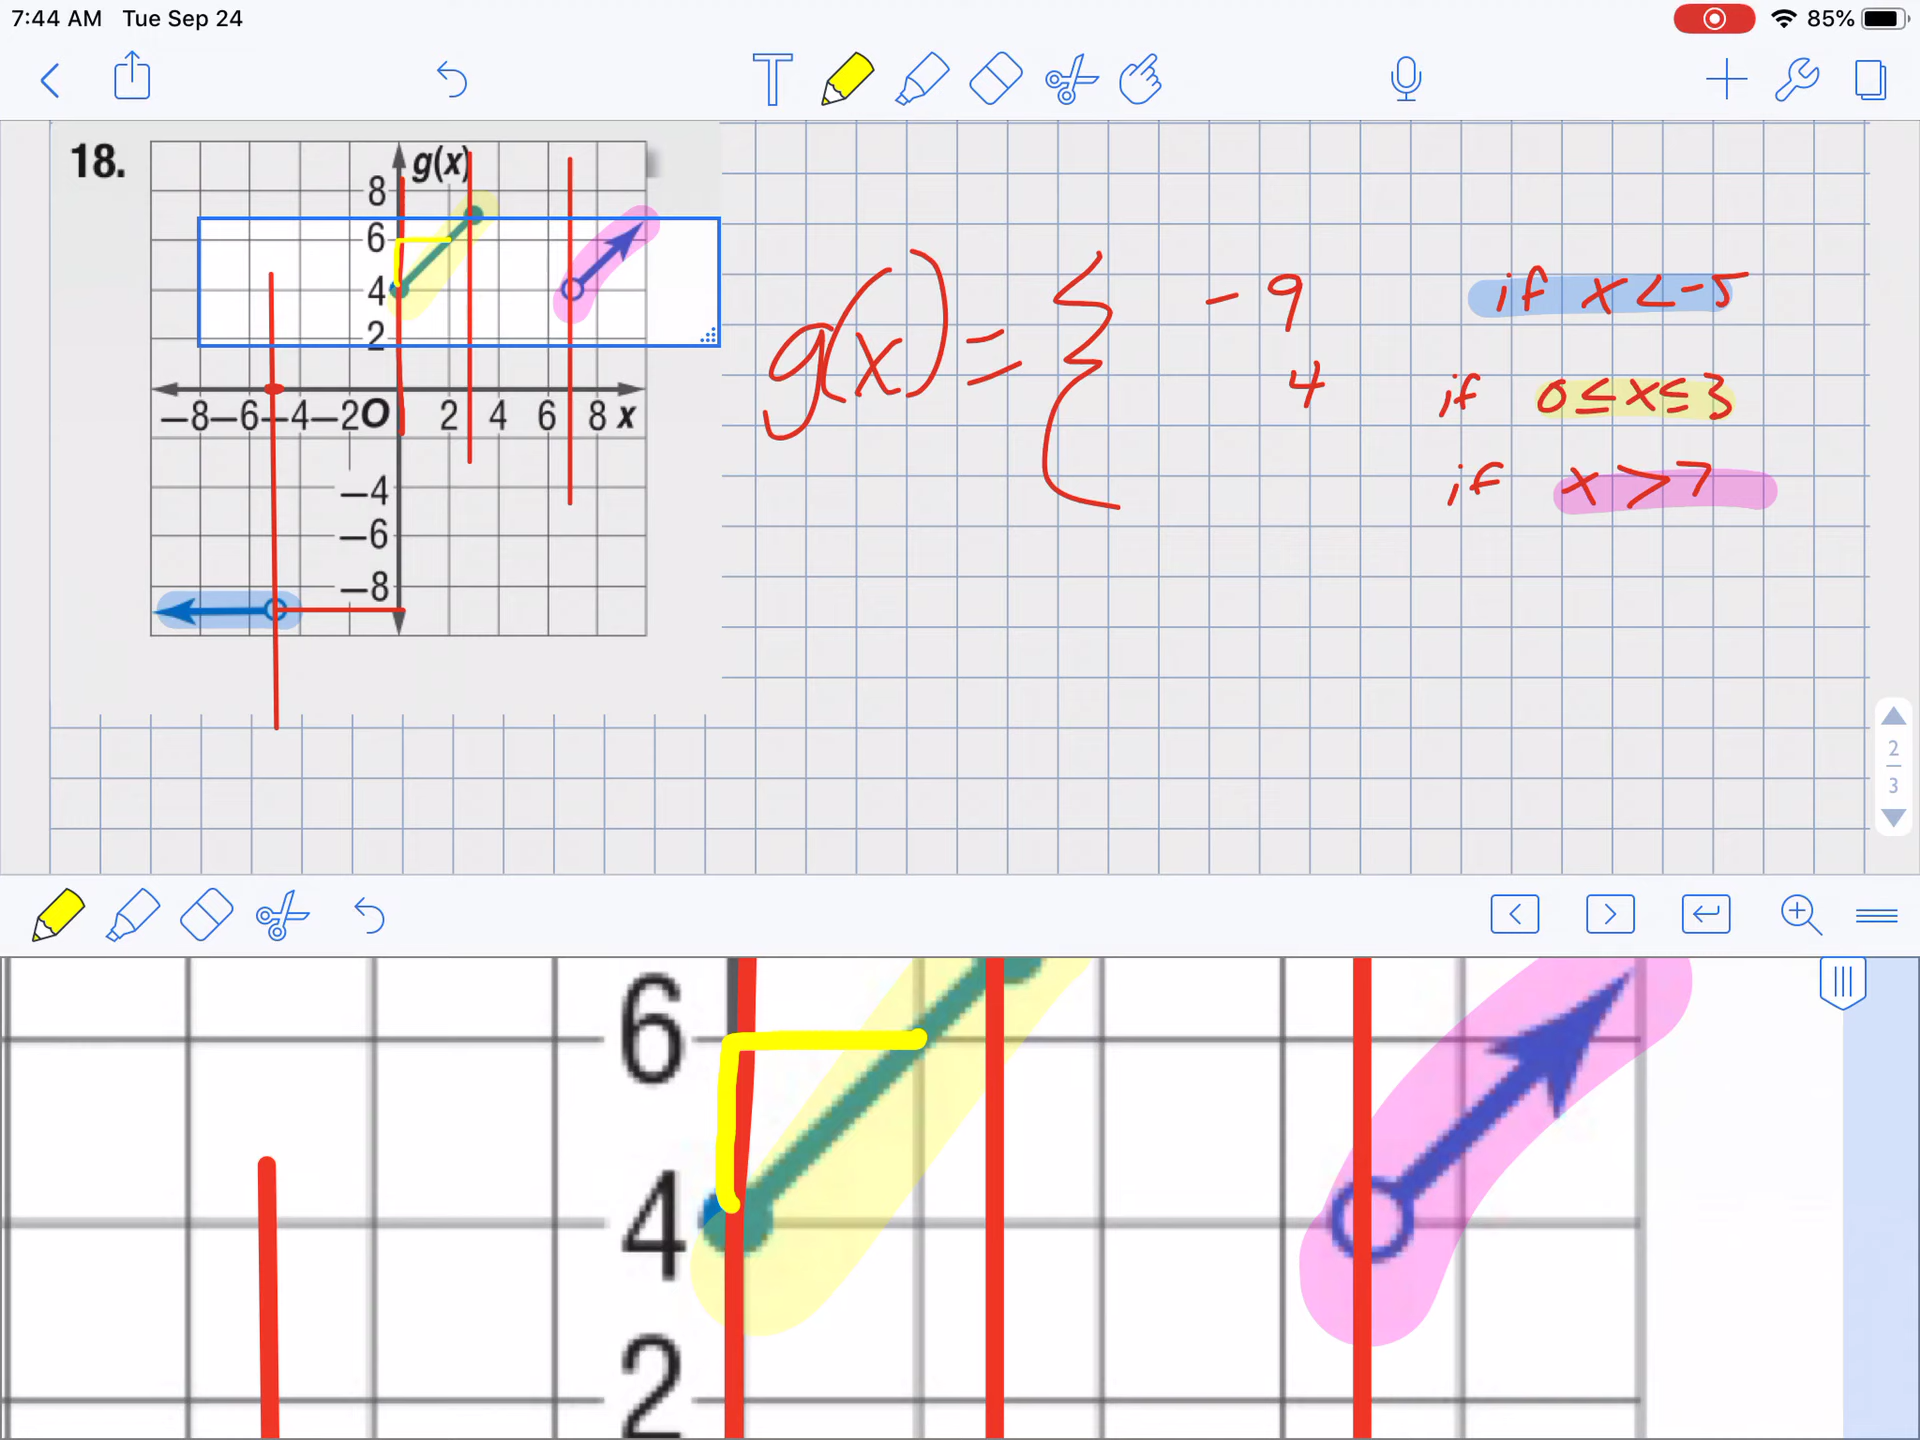 7:44 AM Tue Sep 24
85%
T
18.
g(x)
8
6
4
2
−8−6−4−2O 2 4 6 8 x
−4
−6
−8
g(x) = { -9 if x < -5
4 if 0 ≤ x ≤ 3
if x > 7
2
3
6
4
2